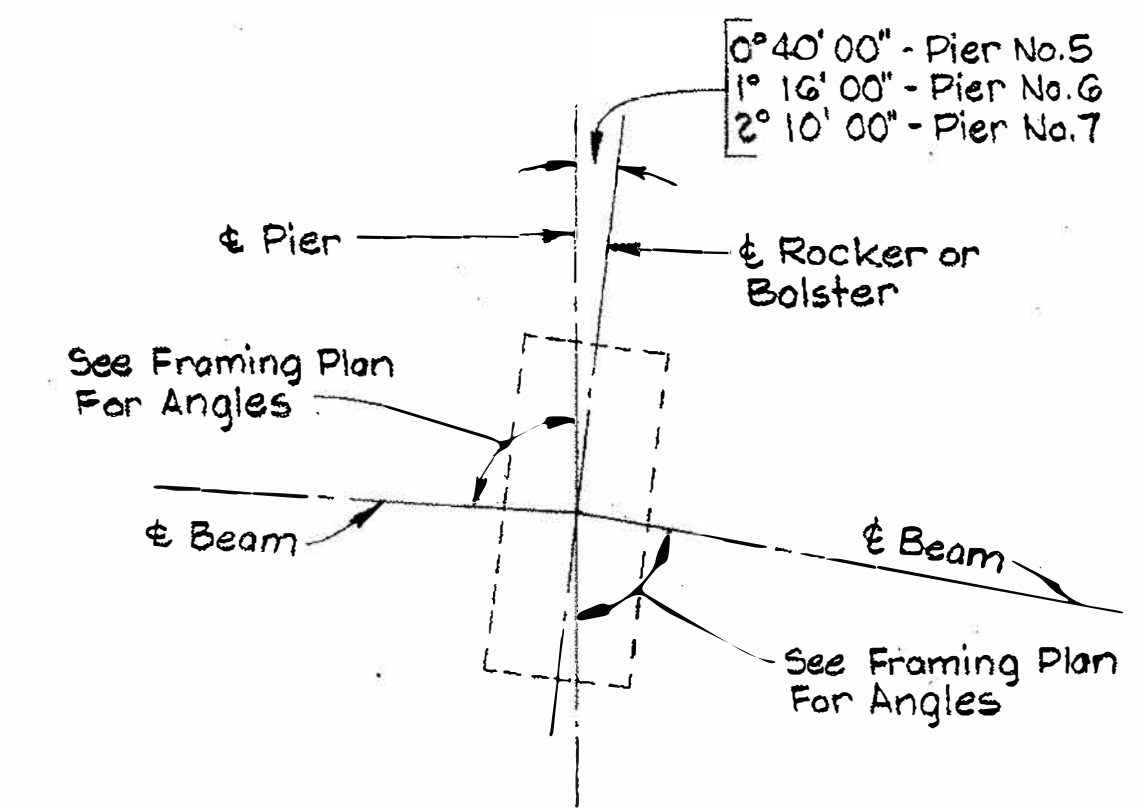 0° 40' 00" - Pier No. 5
1° 16' 00" - Pier No. 6
2° 10' 00" - Pier No. 7
℄ Pier
℄ Rocker or
Bolster
See Framing Plan
For Angles
℄ Beam
℄ Beam
See Framing Plan
For Angles